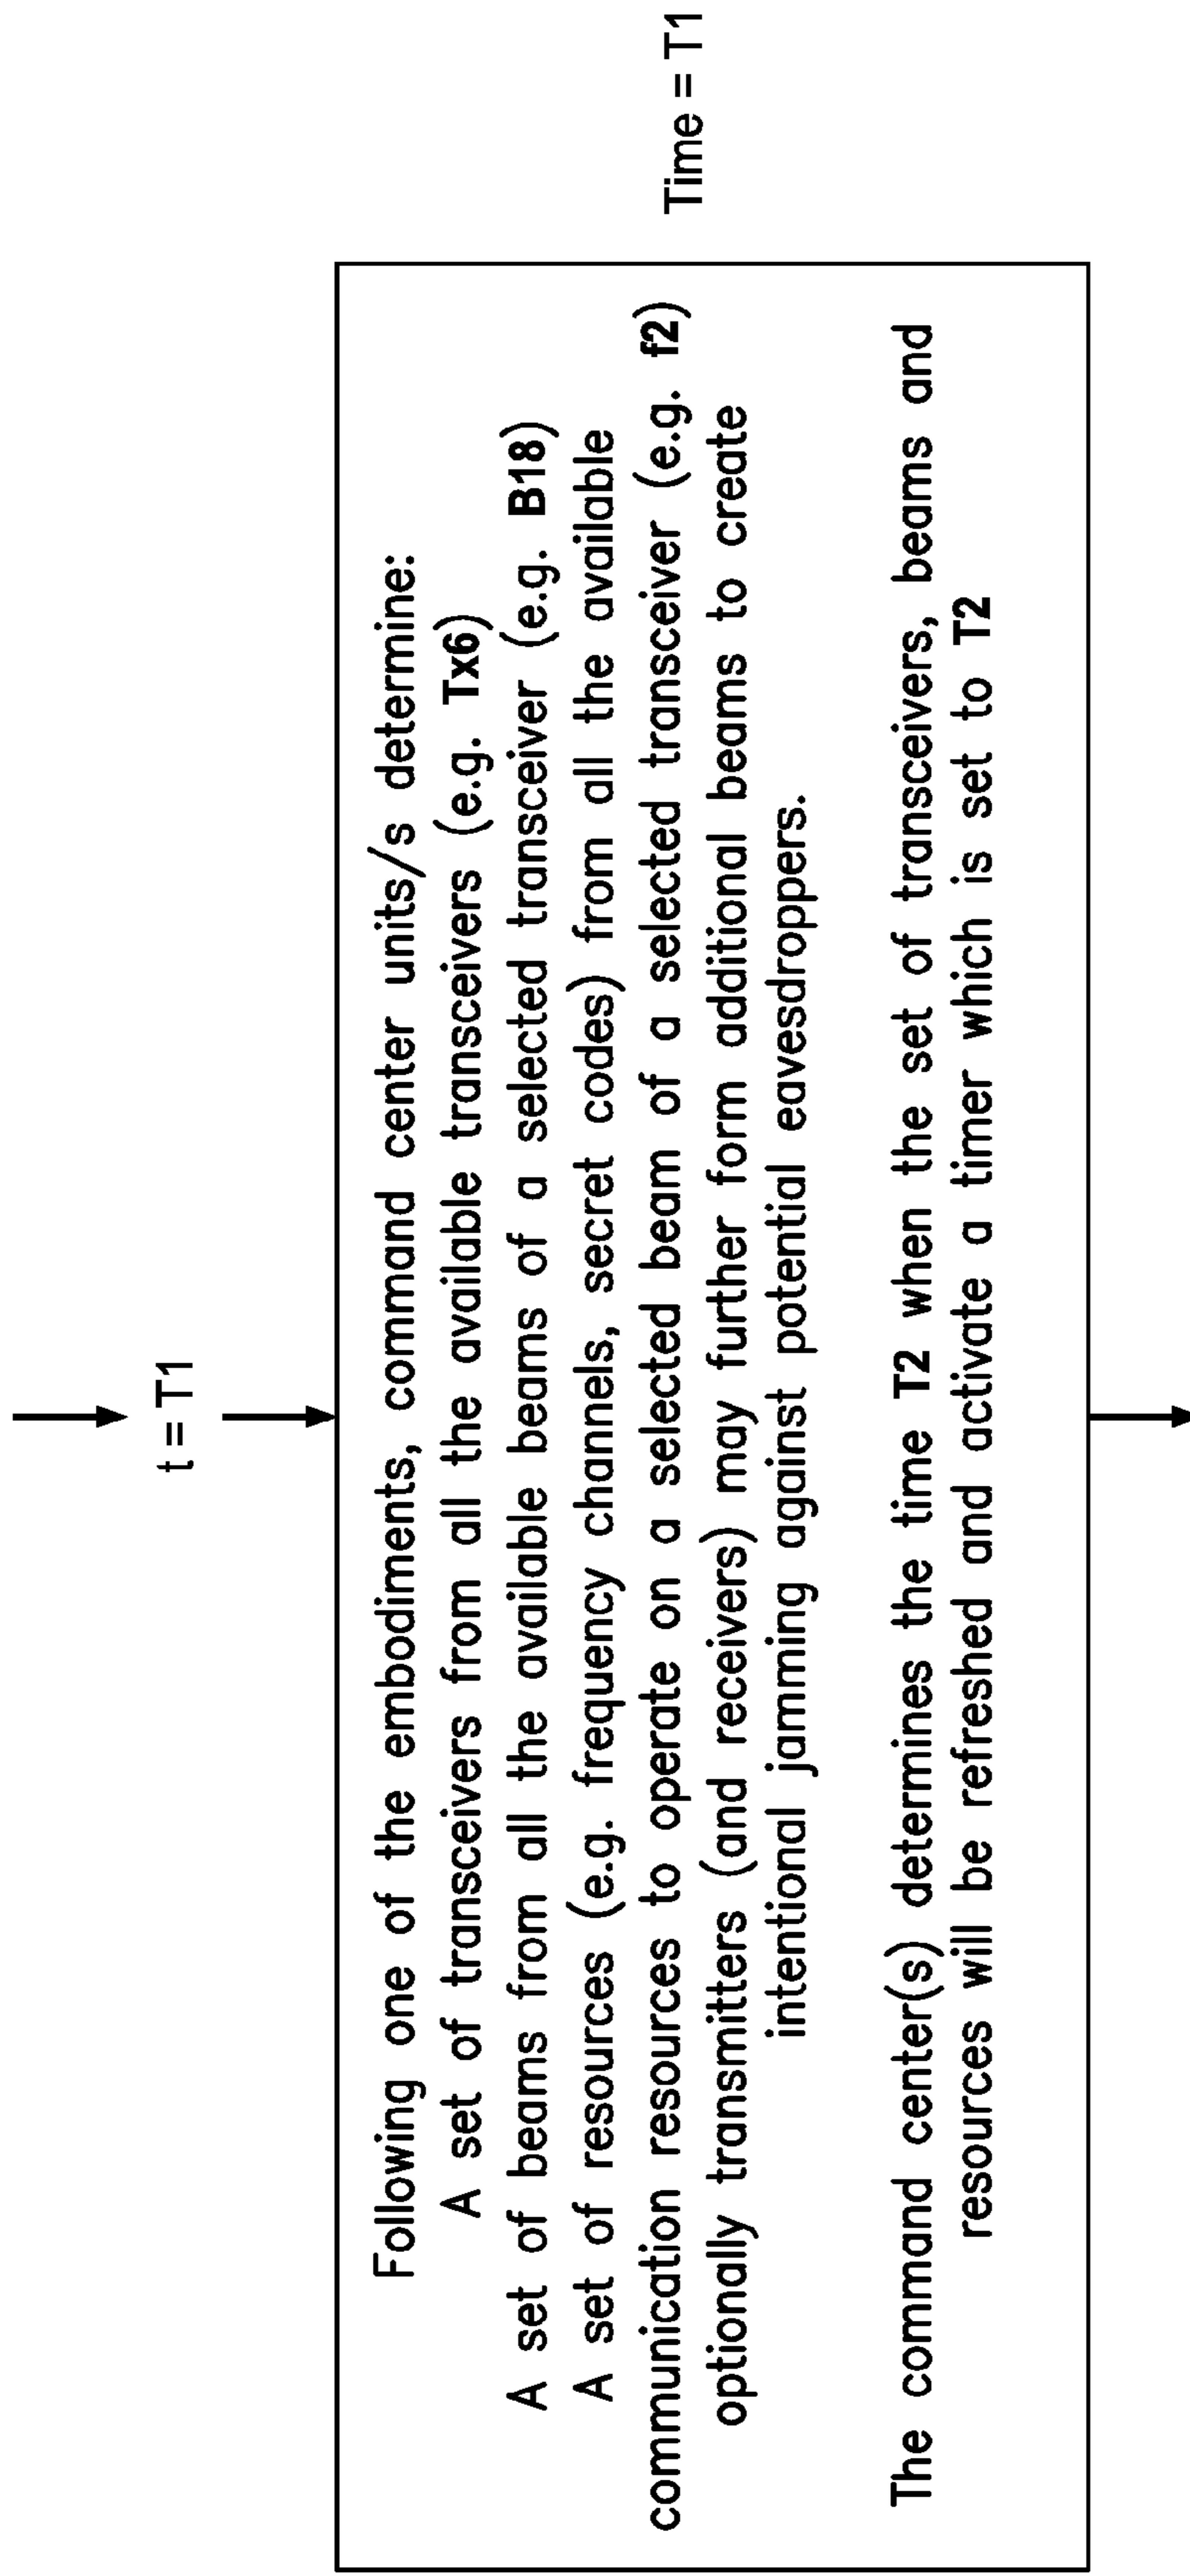 t = T1
Following one of the embodiments, command center units/s determine:
A set of transceivers from all the available transceivers (e.g. Tx6)
A set of beams from all the available beams of a selected transceiver (e.g. B18)
A set of resources (e.g. frequency channels, secret codes) from all the available
communication resources to operate on a selected beam of a selected transceiver (e.g. f2)
optionally transmitters (and receivers) may further form additional beams to create
intentional jamming against potential eavesdroppers.
The command center(s) determines the time T2 when the set of transceivers, beams and
resources will be refreshed and activate a timer which is set to T2
Time = T1